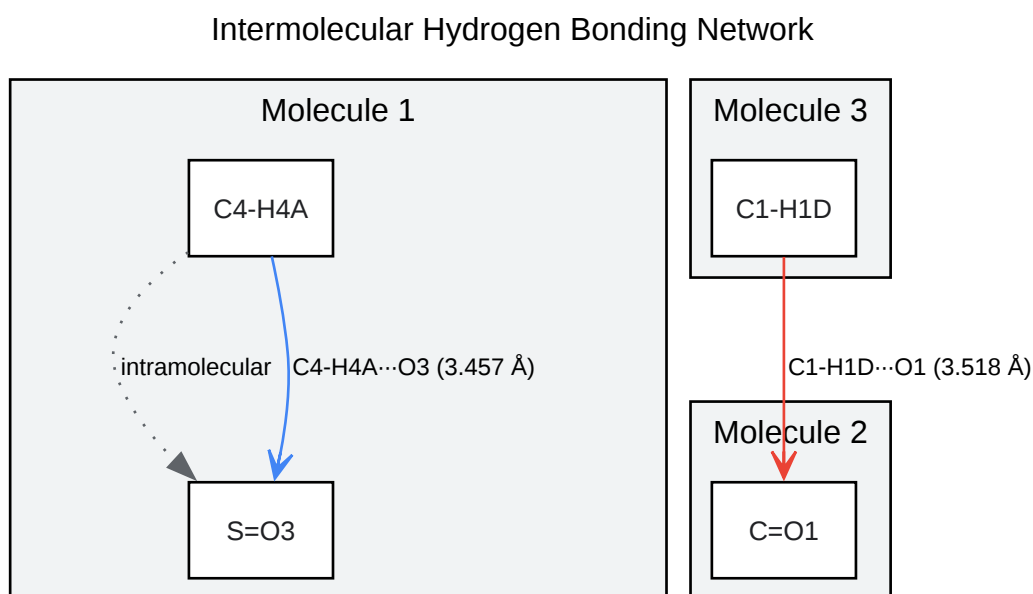 Intermolecular Hydrogen Bonding Network
Molecule 1
Molecule 3
C4-H4A
C1-H1D
intramolecular
C4-H4A···O3 (3.457 Å)
C1-H1D···O1 (3.518 Å)
Molecule 2
S=O3
C=O1